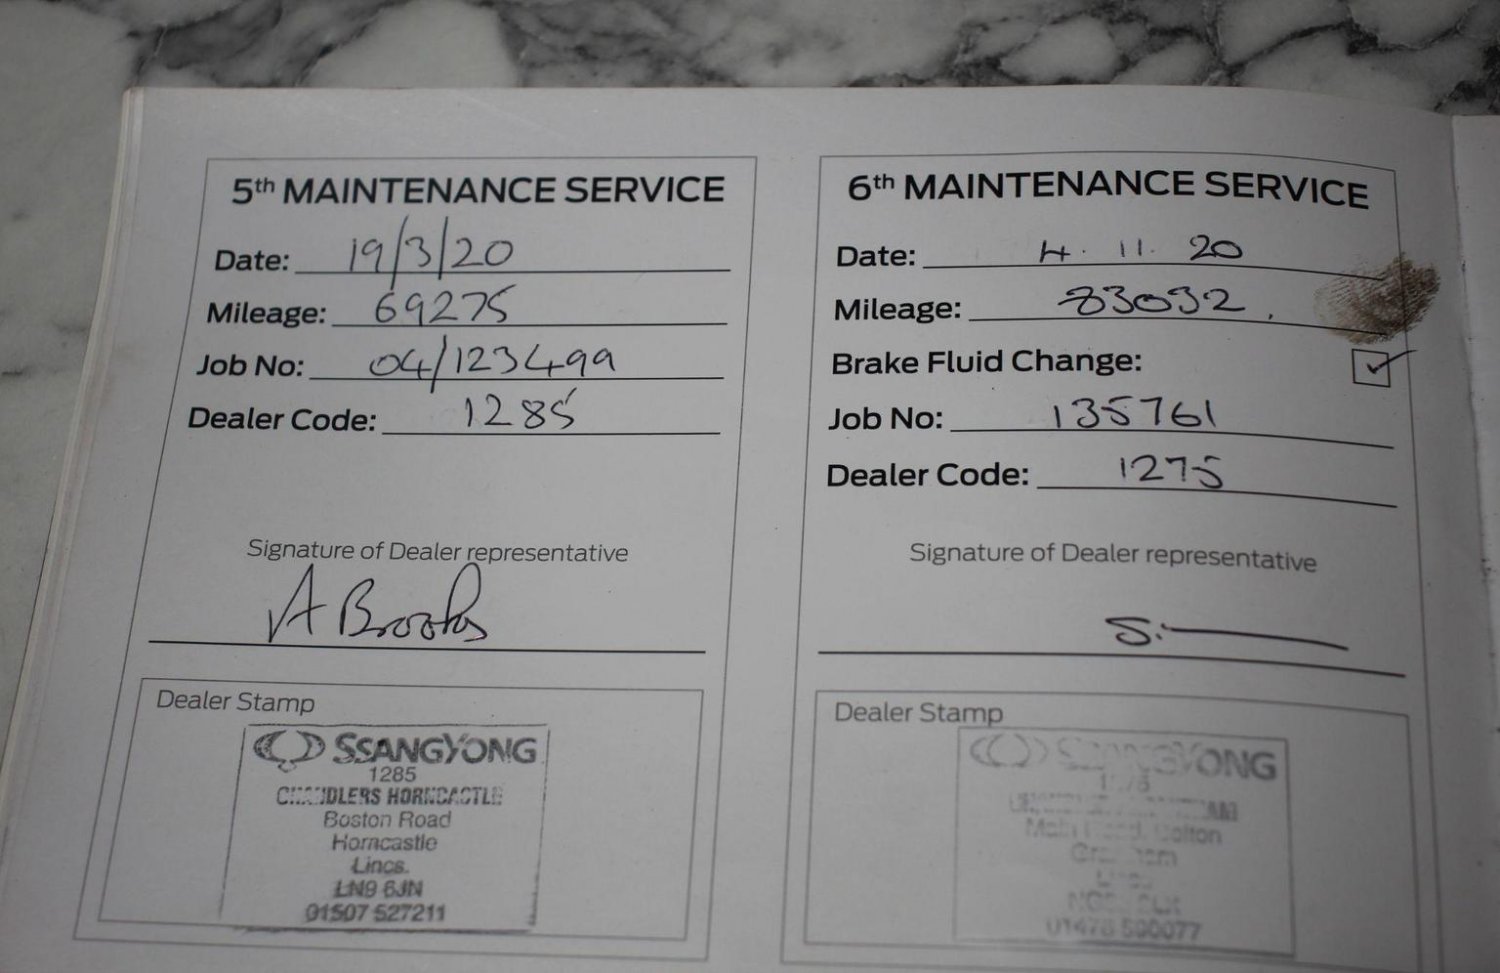 5th MAINTENANCE SERVICE
Date: 19/3/20
Mileage: 69275
Job No: 04/123499
Dealer Code: 1285
Signature of Dealer representative
A Brooks
Dealer Stamp
SSANGYONG
1285
CHANDLERS HORNCASTLE
Boston Road
Horncastle
Lincs.
LN9 6JN
01507 527211
6th MAINTENANCE SERVICE
Date: 4.11.20
Mileage: 83032.
Brake Fluid Change: ✓
Job No: 135761
Dealer Code: 1275
Signature of Dealer representative
S.
Dealer Stamp
SSANGYONG
Main